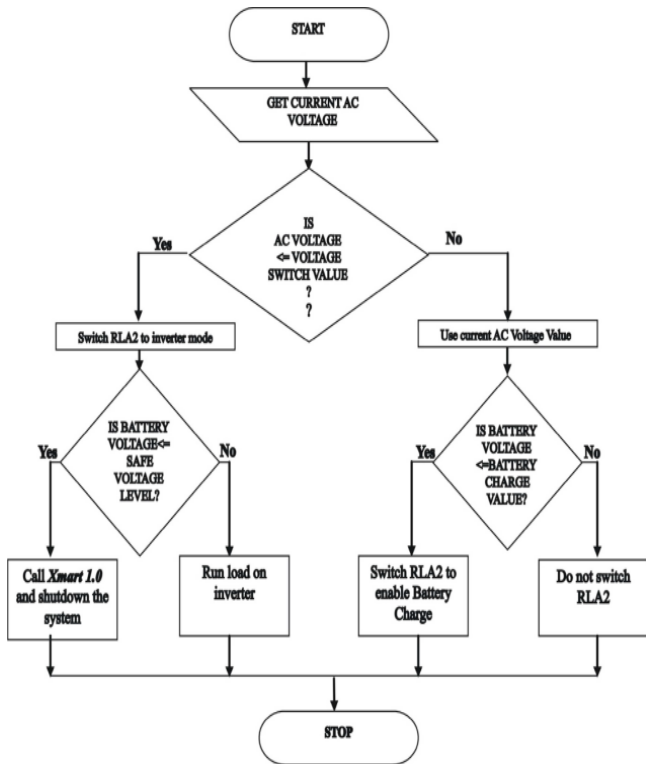 START
GET CURRENT AC
VOLTAGE
IS
AC VOLTAGE
<= VOLTAGE
SWITCH VALUE
?
?
Yes
No
Switch RLA2 to inverter mode
Use current AC Voltage Value
IS BATTERY
VOLTAGE<=
SAFE
VOLTAGE
LEVEL?
Yes
No
IS BATTERY
VOLTAGE
<=BATTERY
CHARGE
VALUE?
Yes
No
Call Xmart 1.0
and shutdown the
system
Run load on
inverter
Switch RLA2 to
enable Battery
Charge
Do not switch
RLA2
STOP